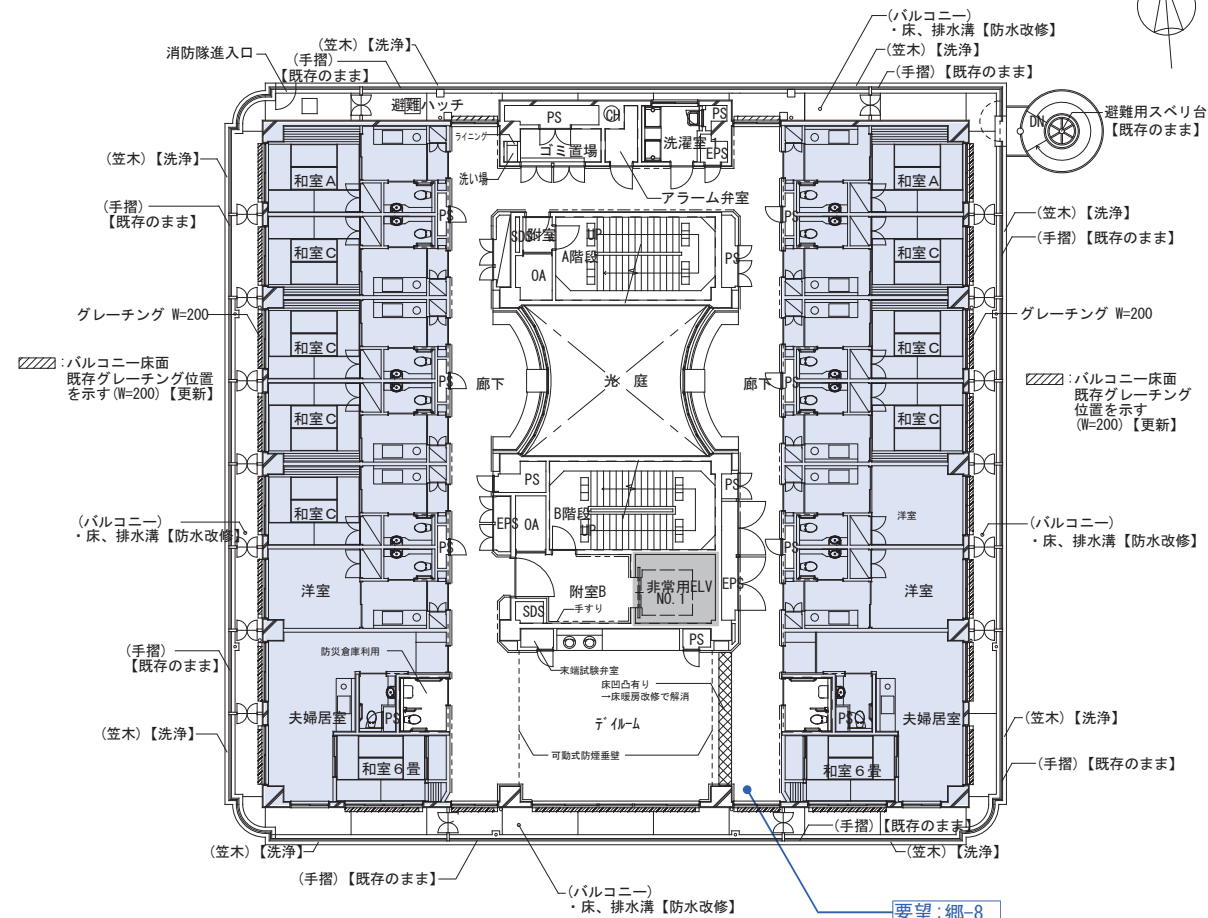 (バルコニー)
・床、排水溝【防水改修】
(笠木)【洗浄】
(手摺)【既存のまま】
消防隊進入口
(笠木)【洗浄】
(手摺)
【既存のまま】
避難ハッチ
避難用スベリ台
【既存のまま】
DN
PS
CH
PS
ライニング
ゴミ置場
洗濯室
EPS
洗い場
アラーム弁室
(笠木)【洗浄】
(手摺)
【既存のまま】
和室A
和室A
(笠木)【洗浄】
(手摺)【既存のまま】
PS
PS
和室C
和室C
SDS
附室
UP
A階段
OA
PS
グレーチング W=200
グレーチング W=200
:バルコニー床面
既存グレーチング位置
を示す(W=200)【更新】
:バルコニー床面
既存グレーチング
位置を示す
(W=200)【更新】
和室C
和室C
PS
廊下
光 庭
廊下
PS
和室C
和室C
PS
PS
和室C
洋室
EPS
OA
B階段
UP
(バルコニー)
・床、排水溝【防水改修】
(バルコニー)
・床、排水溝【防水改修】
PS
PS
洋室
附室B
非常用ELV
NO.1
EPS
洋室
SDS
手すり
PS
(手摺)
【既存のまま】
防災倉庫利用
末端試験弁室
床凹凸有り
→床暖房改修で解消
夫婦居室
PS
デイルーム
PS
夫婦居室
(笠木)【洗浄】
(笠木)【洗浄】
可動式防煙垂壁
和室6畳
和室6畳
(手摺)【既存のまま】
(手摺)【既存のまま】
(笠木)【洗浄】
(笠木)【洗浄】
(手摺)【既存のまま】
(バルコニー)
・床、排水溝【防水改修】
要望:郷-8